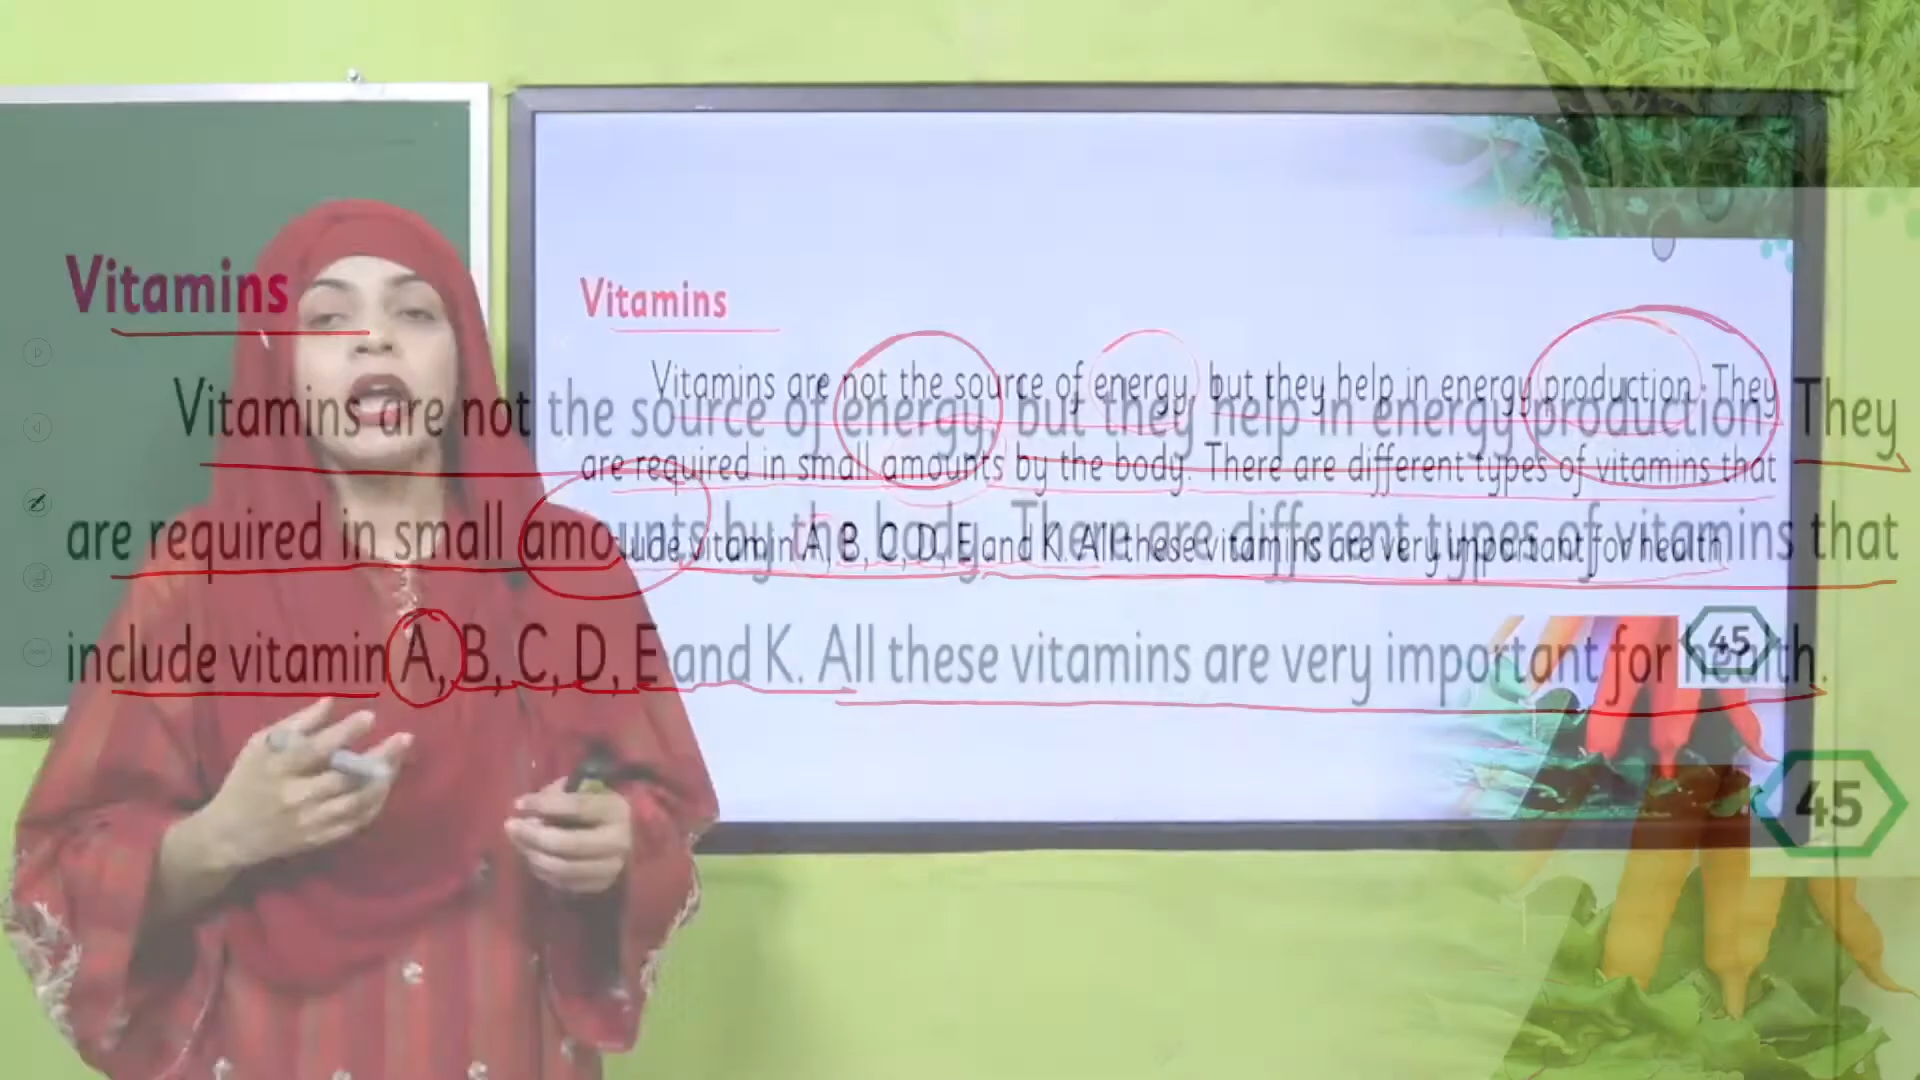 Vitamins
Vitamins are not the source of energy, but they help in energy production. They
are required in small amounts by the body. There are different types of vitamins that
include vitamin A, B, C, D, E and K. All these vitamins are very important for health.
45
Vitamins
Vitamins are not the source of energy, but they help in energy production. They
are required in small amounts by the body. There are different types of vitamins that
lude vitamin A, B, C, D, E and K. All these vitamins are very important for health.
45